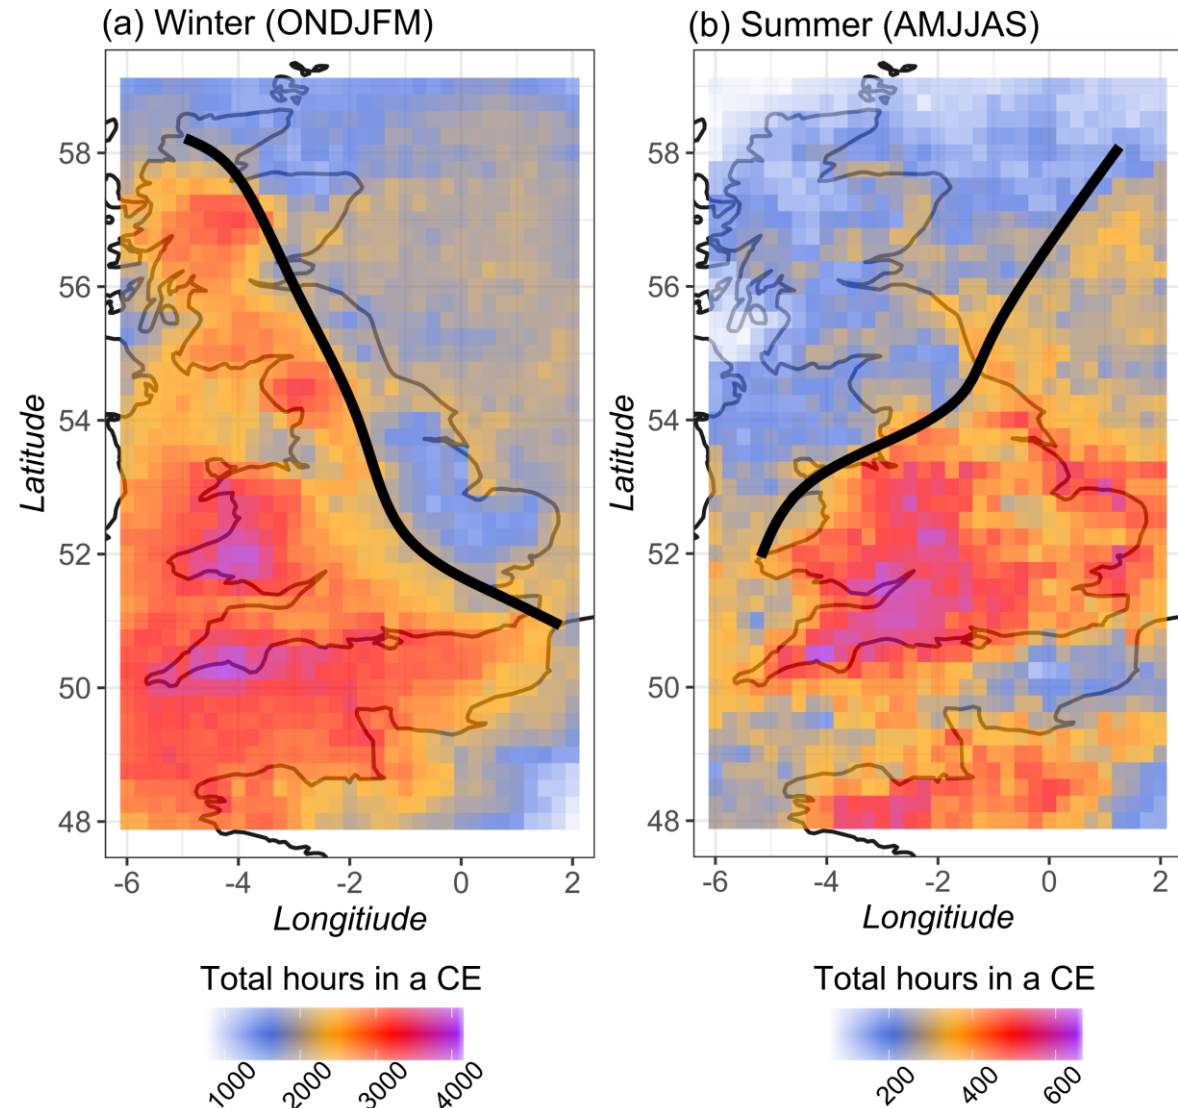 (a) Winter (ONDJFM)
(b) Summer (AMJJAS)
58
56
54
52
50
48
Latitude
-6 -4 -2 0 2
Longitiude
58
56
54
52
50
48
Latitude
-6 -4 -2 0 2
Longitiude
Total hours in a CE
1000 2000 3000 4000
Total hours in a CE
200 400 600